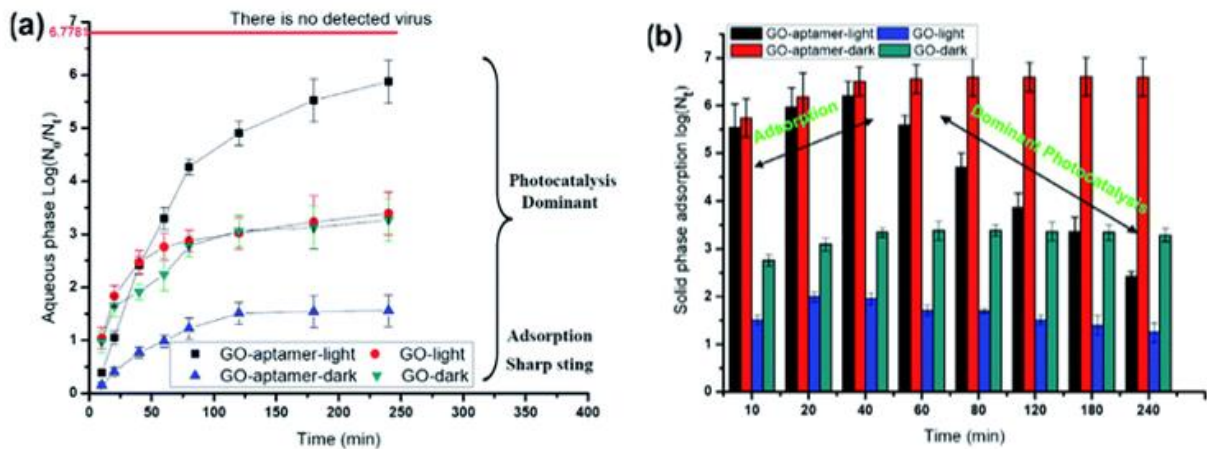 (a)
There is no detected virus
6.7781
7
6
5
4
3
2
1
0
Aqueous phase Log(N₀/Nₜ)
Photocatalysis
Dominant
Adsorption
Sharp sting
GO-aptamer-light
GO-light
GO-aptamer-dark
GO-dark
0 50 100 150 200 250 300 350 400
Time (min)
(b)
GO-aptamer-light
GO-light
GO-aptamer-dark
GO-dark
7
6
5
4
3
2
1
0
Solid phase adsorption log(Nₜ)
Adsorption
Dominant Photocatalysis
10 20 40 60 80 120 180 240
Time (min)